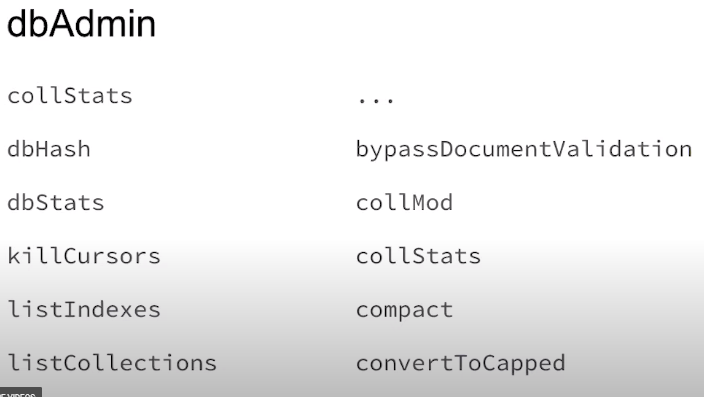 dbAdmin
collStats
dbHash
dbStats
killCursors
listIndexes
listCollections
...
bypassDocumentValidation
collMod
collStats
compact
convertToCapped